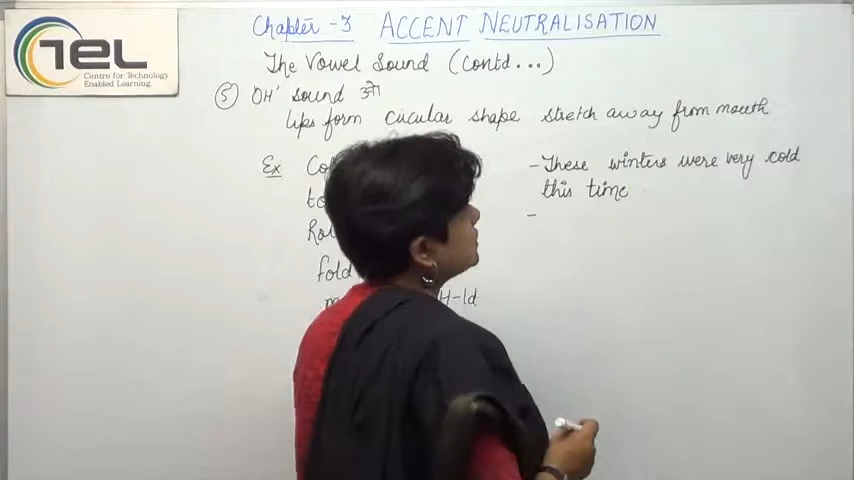 TEL
Centre for Technology
Enabled Learning
Chapter - 3 ACCENT NEUTRALISATION
The Vowel Sound (Contd...)
⑤ 'OH' sound ओ
lips form circular shape stretch away from mouth
Ex
fold
H-ld
- These winters were very cold
this time
-